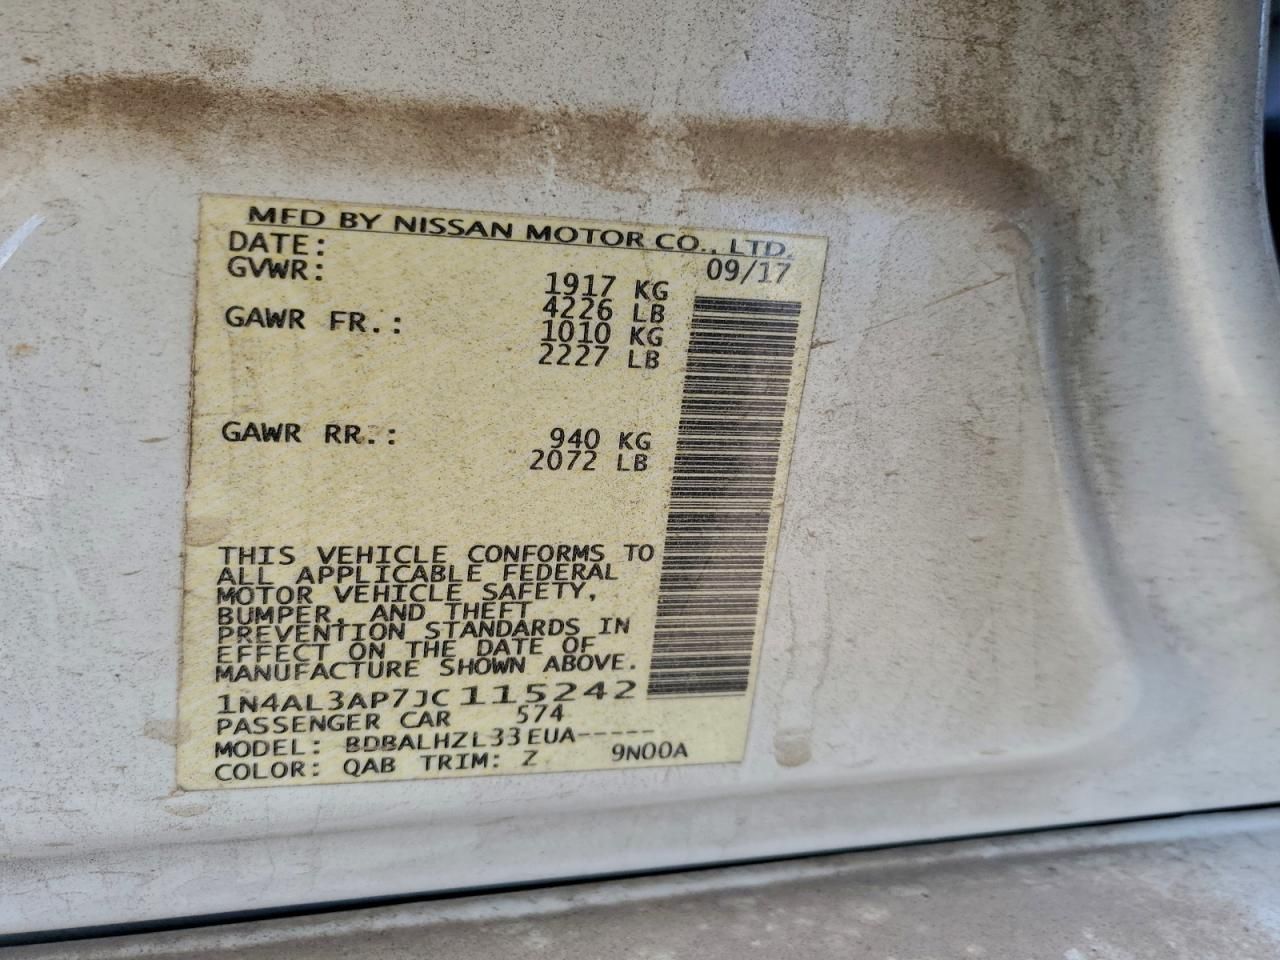 MFD BY NISSAN MOTOR CO., LTD.
DATE: 09/17
GVWR: 1917 KG
4226 LB
GAWR FR.: 1010 KG
2227 LB
GAWR RR.: 940 KG
2072 LB
THIS VEHICLE CONFORMS TO
ALL APPLICABLE FEDERAL
MOTOR VEHICLE SAFETY,
BUMPER, AND THEFT
PREVENTION STANDARDS IN
EFFECT ON THE DATE OF
MANUFACTURE SHOWN ABOVE.
1N4AL3AP7JC115242
PASSENGER CAR 574
MODEL: BDBALHZL33EUA-----
COLOR: QAB TRIM: Z 9N00A